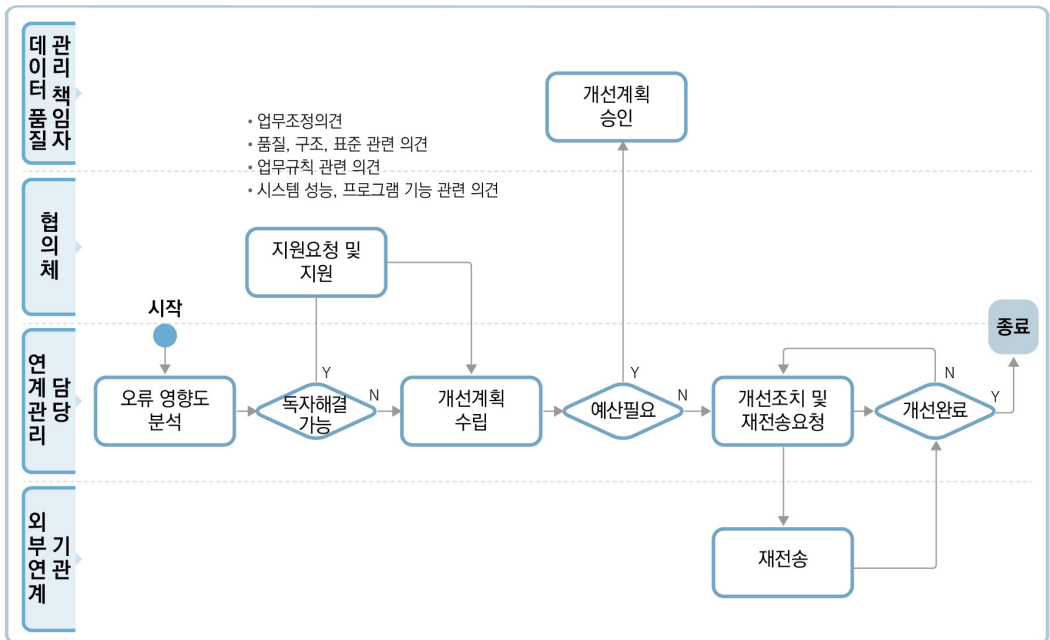 데이터 품질
관리 책임자
개선계획
승인
• 업무조정의견
• 품질, 구조, 표준 관련 의견
• 업무규칙 관련 의견
• 시스템 성능, 프로그램 기능 관련 의견
협의체
지원요청 및
지원
시작
종료
연계관리
담당
오류 영향도
분석
Y
독자해결
가능
N
개선계획
수립
Y
예산필요
N
개선조치 및
재전송요청
N
개선완료
Y
외부연계
기관
재전송